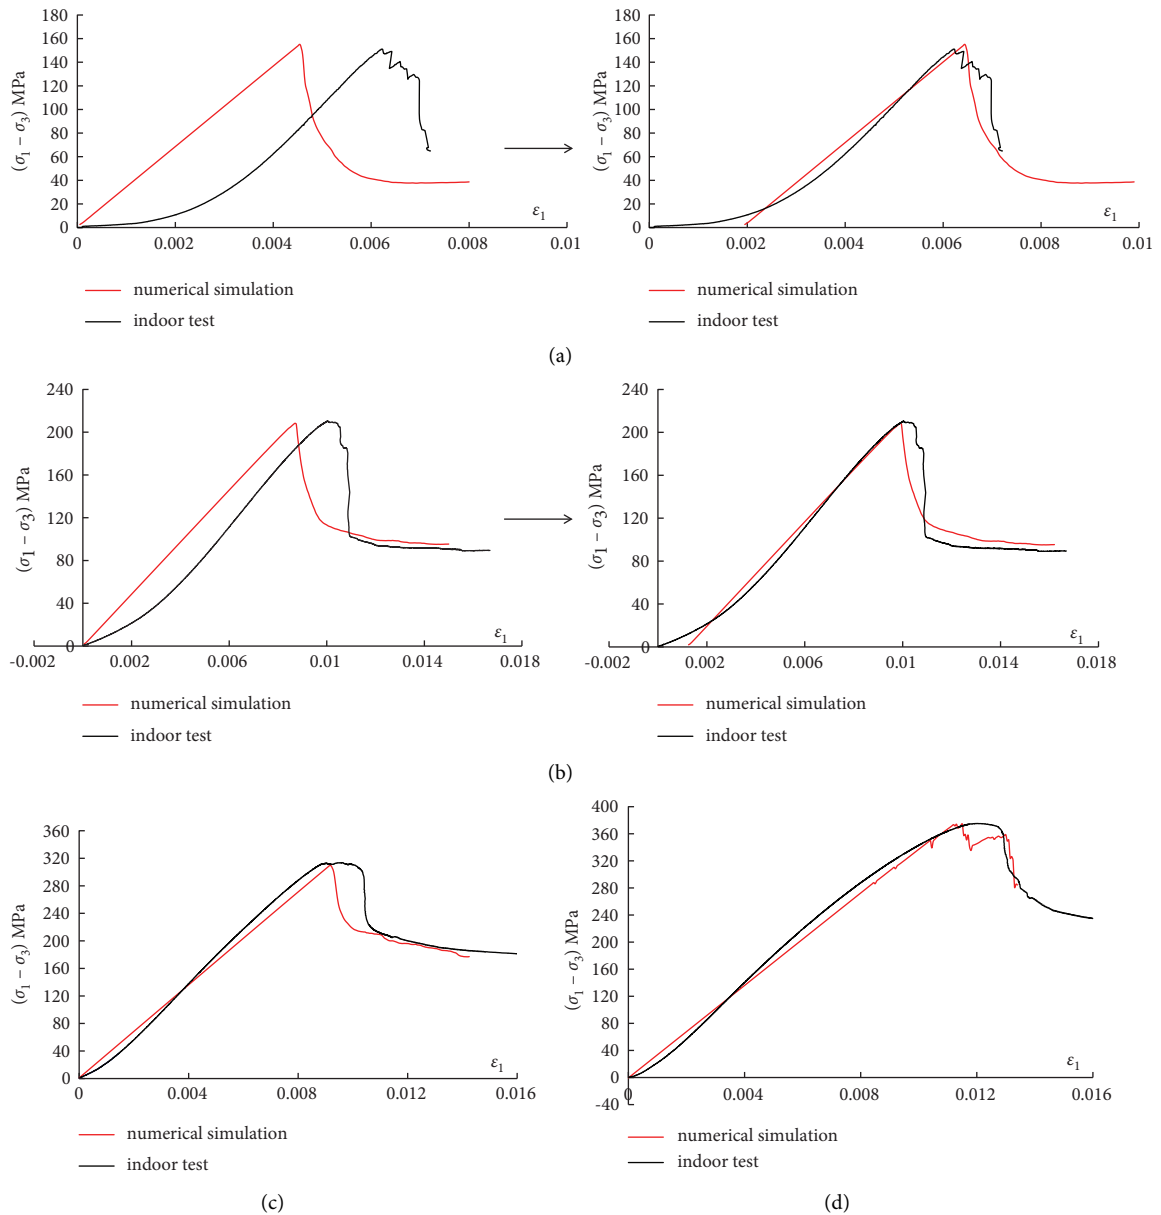 (σ1 − σ3) MPa
180
160
140
120
100
80
60
40
20
0
0 0.002 0.004 0.006 0.008 0.01
ε1
numerical simulation
indoor test
(σ1 − σ3) MPa
180
160
140
120
100
80
60
40
20
0
0 0.002 0.004 0.006 0.008 0.01
ε1
numerical simulation
indoor test
(a)
(σ1 − σ3) MPa
240
200
160
120
80
40
0
-0.002 0.002 0.006 0.01 0.014 0.018
ε1
numerical simulation
indoor test
(σ1 − σ3) MPa
240
200
160
120
80
40
0
-0.002 0.002 0.006 0.01 0.014 0.018
ε1
numerical simulation
indoor test
(b)
(σ1 − σ3) MPa
360
320
280
240
200
160
120
80
40
0
0 0.004 0.008 0.012 0.016
ε1
numerical simulation
indoor test
(c)
(σ1 − σ3) MPa
400
360
320
280
240
200
160
120
80
40
0
-40
0 0.004 0.008 0.012 0.016
ε1
numerical simulation
indoor test
(d)